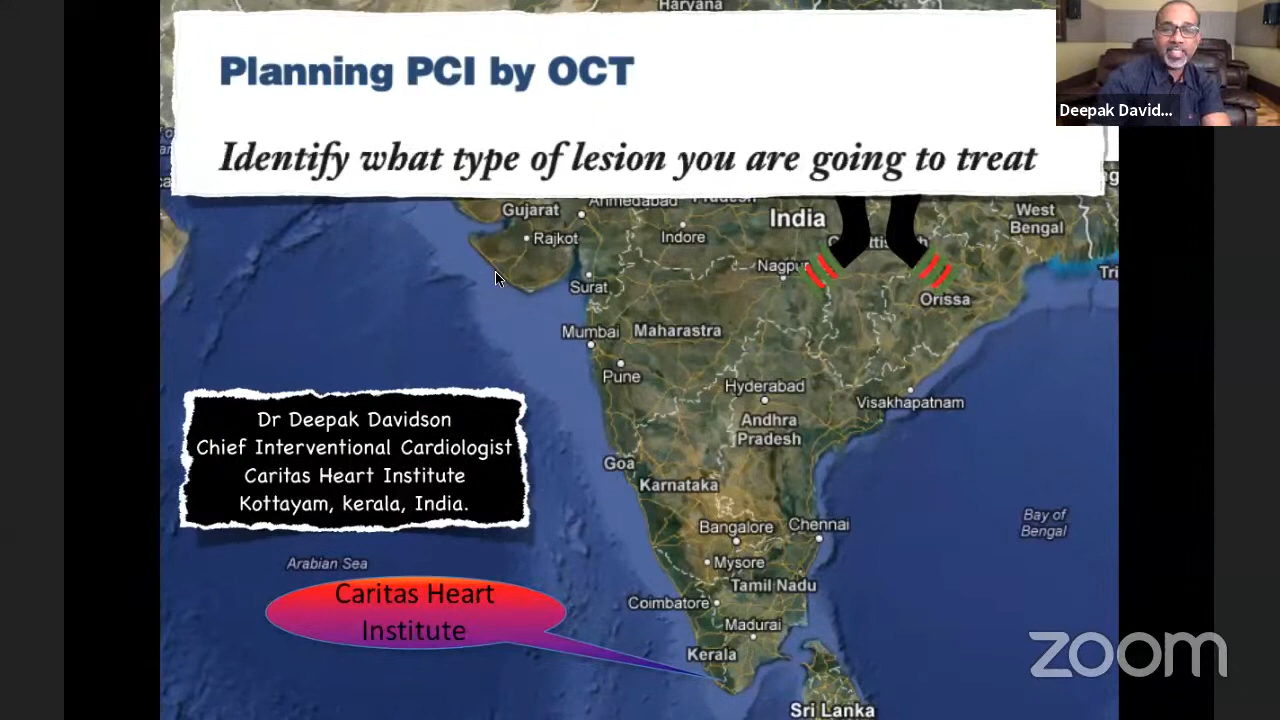 Haryana
Planning PCI by OCT
Identify what type of lesion you are going to treat
Deepak David...
Gujarat
Ahmedabad
Rajkot
Indore
India
West
Bengal
Nagpur
Surat
Orissa
Mumbai
Maharastra
Pune
Hyderabad
Visakhapatnam
Andhra
Pradesh
Dr Deepak Davidson
Chief Interventional Cardiologist
Caritas Heart Institute
Kottayam, kerala, India.
Goa
Karnataka
Bangalore
Chennai
Bay of
Bengal
Arabian Sea
Mysore
Tamil Nadu
Caritas Heart
Institute
Coimbatore
Madurai
Kerala
Sri Lanka
zoom